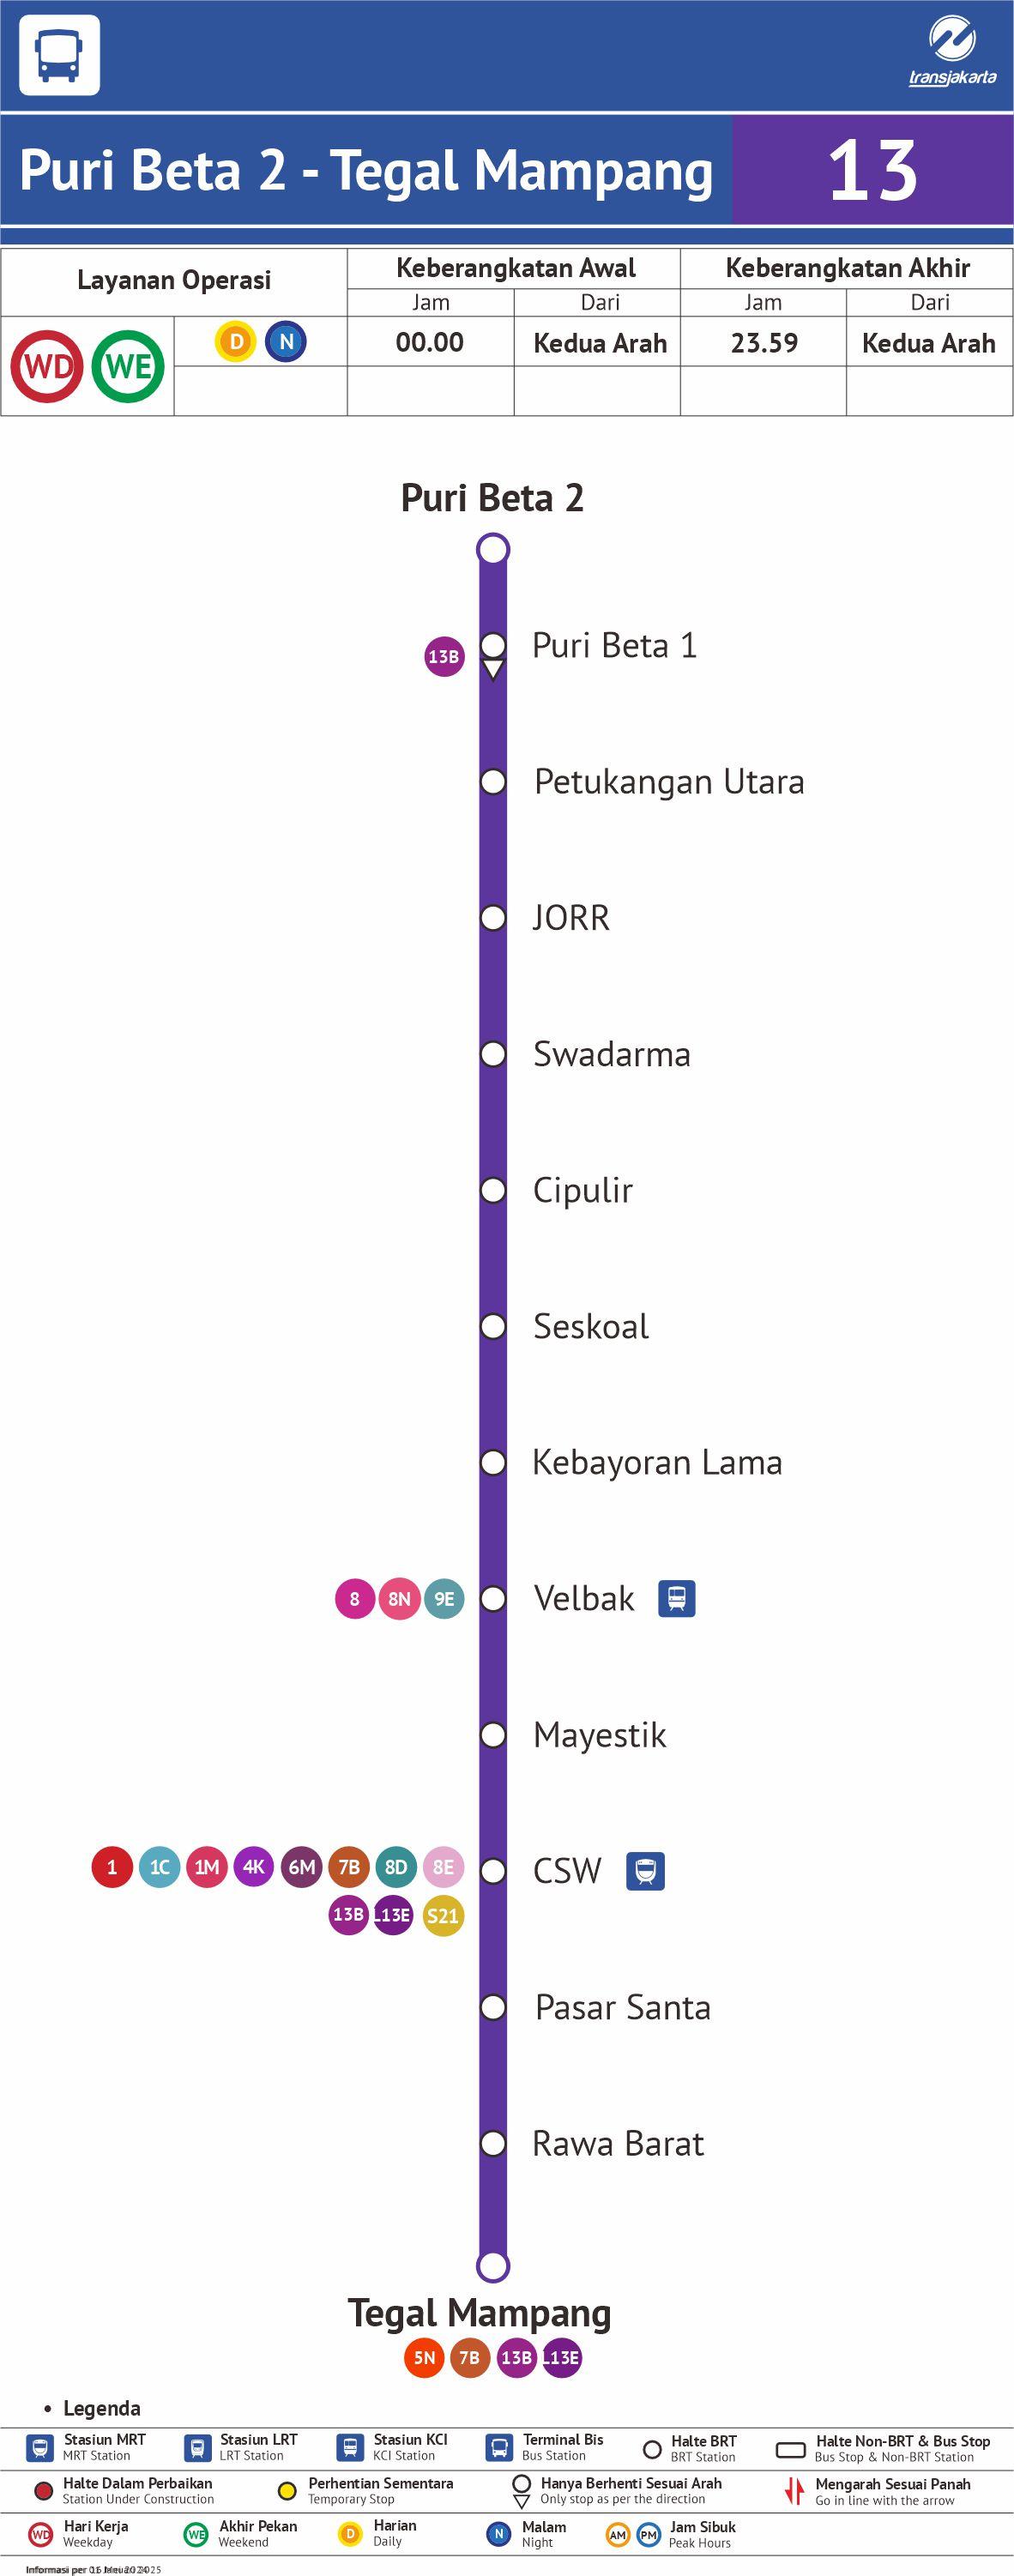 transjakarta
Puri Beta 2 - Tegal Mampang 13
Layanan Operasi Keberangkatan Awal Keberangkatan Akhir
Jam Dari Jam Dari
WD WE D N 00.00 Kedua Arah 23.59 Kedua Arah
Puri Beta 2
13B Puri Beta 1
Petukangan Utara
JORR
Swadarma
Cipulir
Seskoal
Kebayoran Lama
8 8N 9E Velbak
Mayestik
1 1C 1M 4K 6M 7B 8D 8E CSW
13B L13E S21
Pasar Santa
Rawa Barat
Tegal Mampang
5N 7B 13B L13E
• Legenda
Stasiun MRT Stasiun LRT Stasiun KCI Terminal Bis Halte BRT Halte Non-BRT & Bus Stop
MRT Station LRT Station KCI Station Bus Station BRT Station Bus Stop & Non-BRT Station
Halte Dalam Perbaikan Perhentian Sementara Hanya Berhenti Sesuai Arah Mengarah Sesuai Panah
Station Under Construction Temporary Stop Only stop as per the direction Go in line with the arrow
WD Hari Kerja WE Akhir Pekan D Harian N Malam AM PM Jam Sibuk
Weekday Weekend Daily Night Peak Hours
Informasi per